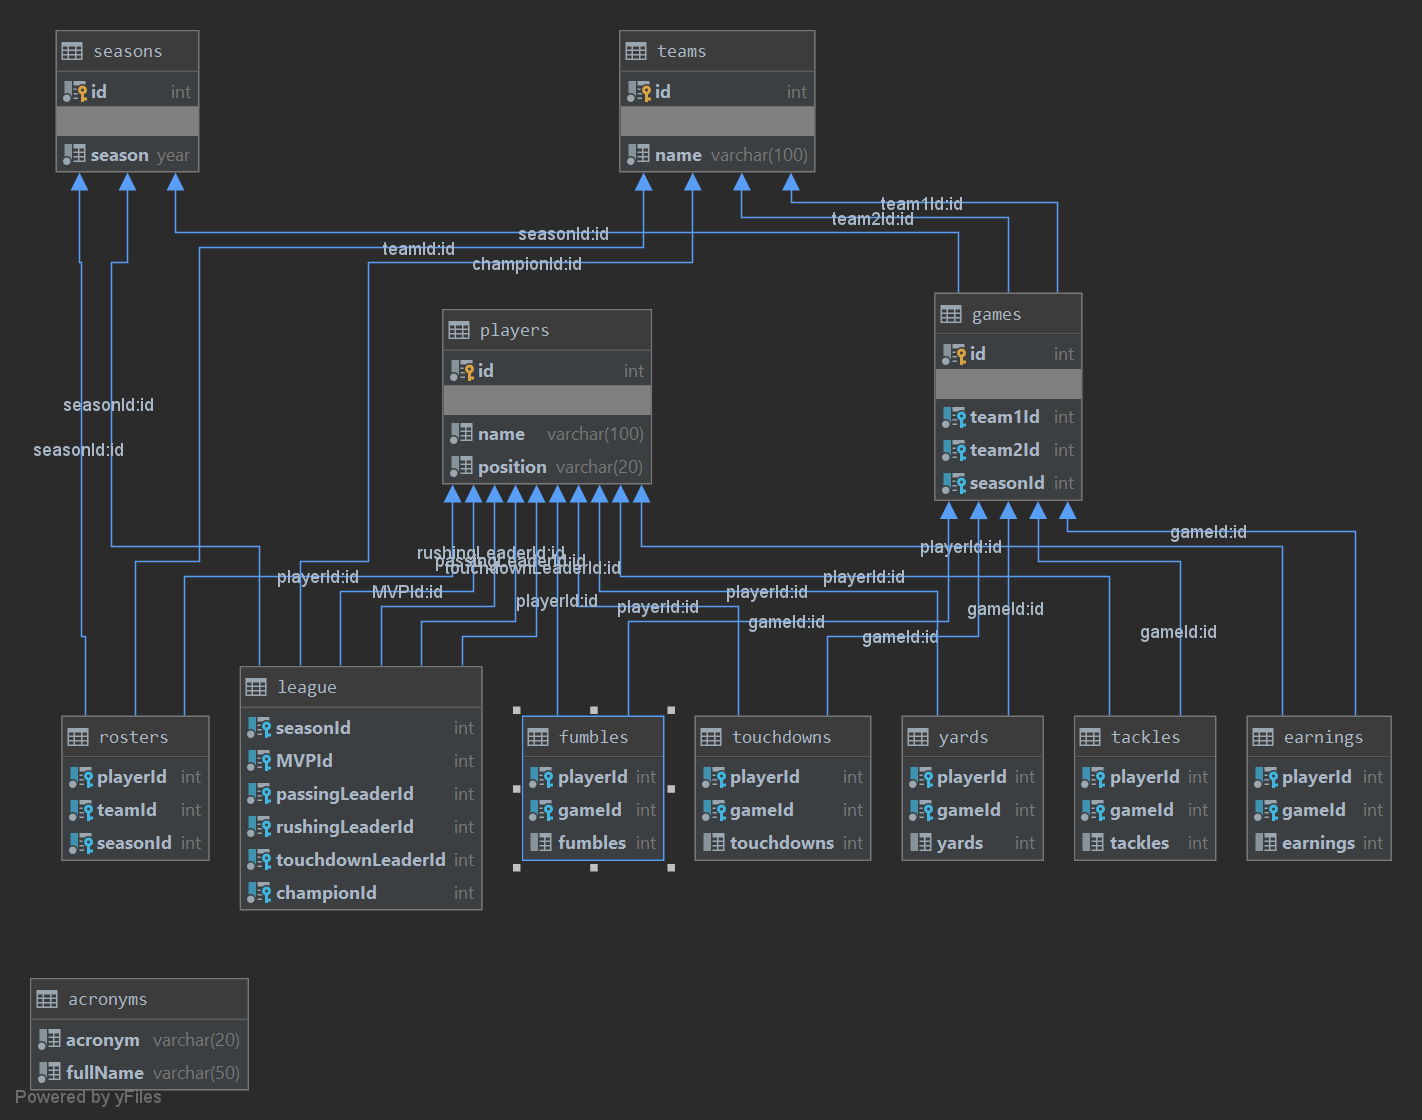 seasons
id int
season year
teams
id int
name varchar(100)
team1Id:id
team2Id:id
seasonId:id
teamId:id
championId:id
players
id int
name varchar(100)
position varchar(20)
games
id int
team1Id int
team2Id int
seasonId int
seasonId:id
seasonId:id
gameId:id
playerId:id
rushingLeaderId:id
passingLeaderId:id
touchdownLeaderId:id
playerId:id
playerId:id
MVPId:id
playerId:id
playerId:id
playerId:id
gameId:id
gameId:id
gameId:id
gameId:id
league
seasonId int
MVPId int
passingLeaderId int
rushingLeaderId int
touchdownLeaderId int
championId int
rosters
playerId int
teamId int
seasonId int
fumbles
playerId int
gameId int
fumbles int
touchdowns
playerId int
gameId int
touchdowns int
yards
playerId int
gameId int
yards int
tackles
playerId int
gameId int
tackles int
earnings
playerId int
gameId int
earnings int
acronyms
acronym varchar(20)
fullName varchar(50)
Powered by yFiles